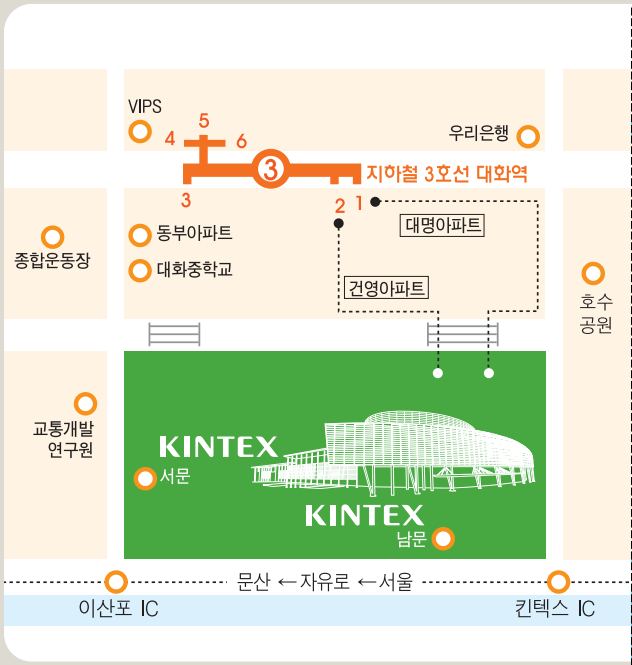 VIPS
4
5
6
우리은행
3
지하철 3호선 대화역
3
2
1
동부아파트
대명아파트
종합운동장
대화중학교
건영아파트
호수
공원
교통개발
연구원
KINTEX
서문
KINTEX
남문
문산 ← 자유로 ← 서울
이산포 IC
킨텍스 IC